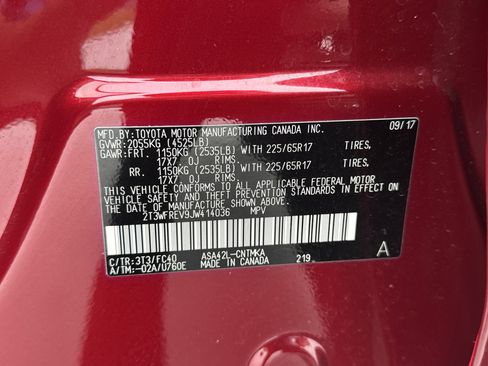 MFD.BY:TOYOTA MOTOR MANUFACTURING CANADA INC. 09/17
GVWR:2055KG (4525LB)
GAWR:FRT. 1150KG (2535LB) WITH 225/65R17 TIRES,
17X7.0J RIMS.
RR. 1150KG (2535LB) WITH 225/65R17 TIRES,
17X7.0J RIMS.
THIS VEHICLE CONFORMS TO ALL APPLICABLE FEDERAL MOTOR
VEHICLE SAFETY AND THEFT PREVENTION STANDARDS IN EFFECT ON
THE DATE OF MANUFACTURE SHOWN ABOVE.
2T3WFREV9JW414036 MPV
C/TR:3T3/FC40 ASA42L-CNTMKA A
A/TM:-02A/U760E MADE IN CANADA 219